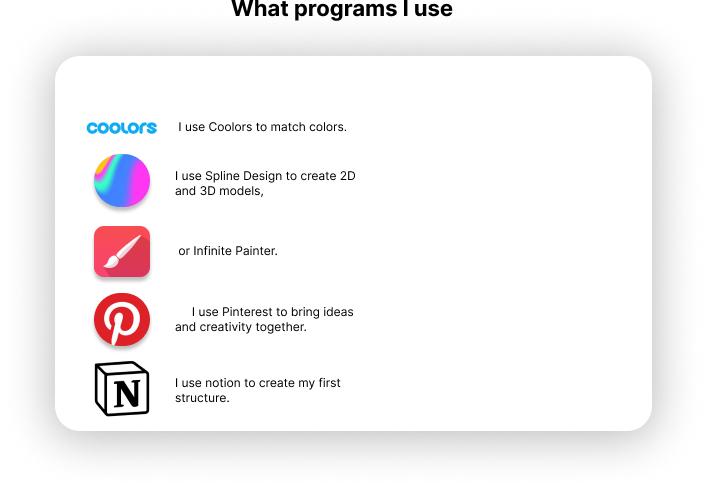 What programs I use
coolors
I use Coolors to match colors.
I use Spline Design to create 2D
and 3D models,
or Infinite Painter.
I use Pinterest to bring ideas
and creativity together.
N
I use notion to create my first
structure.